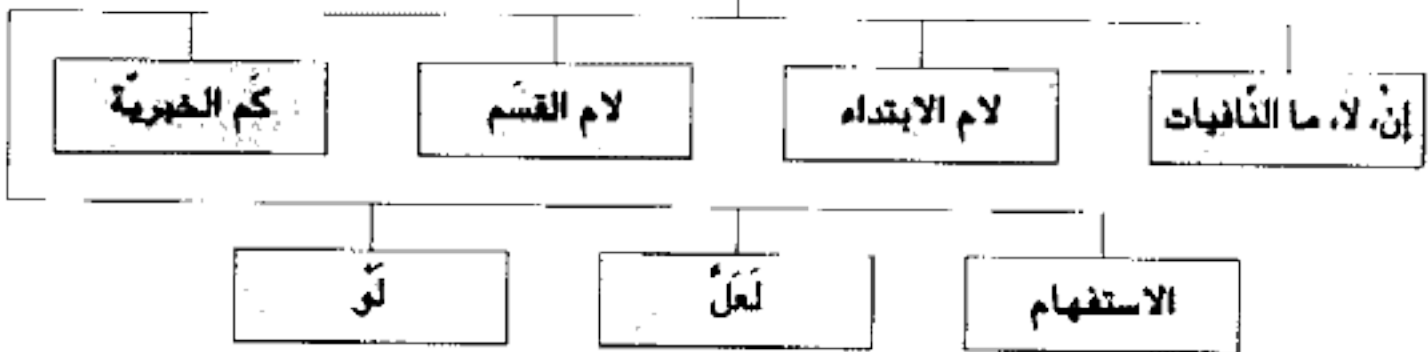 إنْ، لا، ما النَّافيات
لام الابتداء
لام القسَم
كَم الخبريّة
الاستفهام
لَعَلَّ
لَو